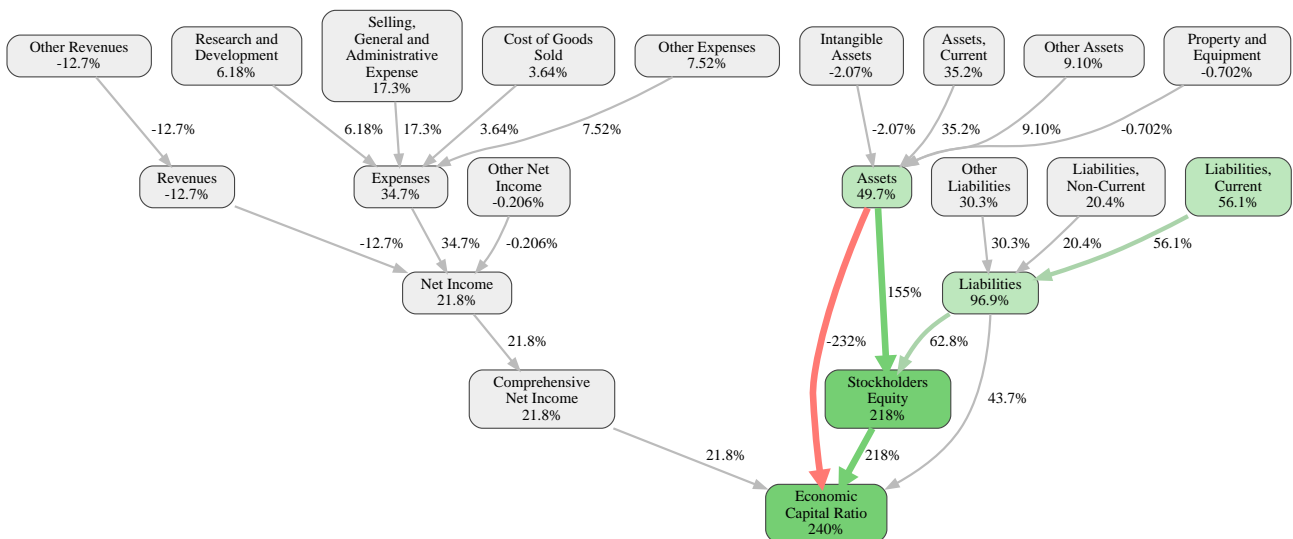 Other Revenues
-12.7%
Research and
Development
6.18%
Selling,
General and
Administrative
Expense
17.3%
Cost of Goods
Sold
3.64%
Other Expenses
7.52%
Intangible
Assets
-2.07%
Assets,
Current
35.2%
Other Assets
9.10%
Property and
Equipment
-0.702%
-12.7%
6.18%
17.3%
3.64%
7.52%
-2.07%
35.2%
9.10%
-0.702%
Revenues
-12.7%
Expenses
34.7%
Other Net
Income
-0.206%
Assets
49.7%
Other
Liabilities
30.3%
Liabilities,
Non-Current
20.4%
Liabilities,
Current
56.1%
-12.7%
34.7%
-0.206%
30.3%
20.4%
56.1%
Net Income
21.8%
Liabilities
96.9%
155%
21.8%
-232%
62.8%
Comprehensive
Net Income
21.8%
Stockholders
Equity
218%
43.7%
21.8%
218%
Economic
Capital Ratio
240%